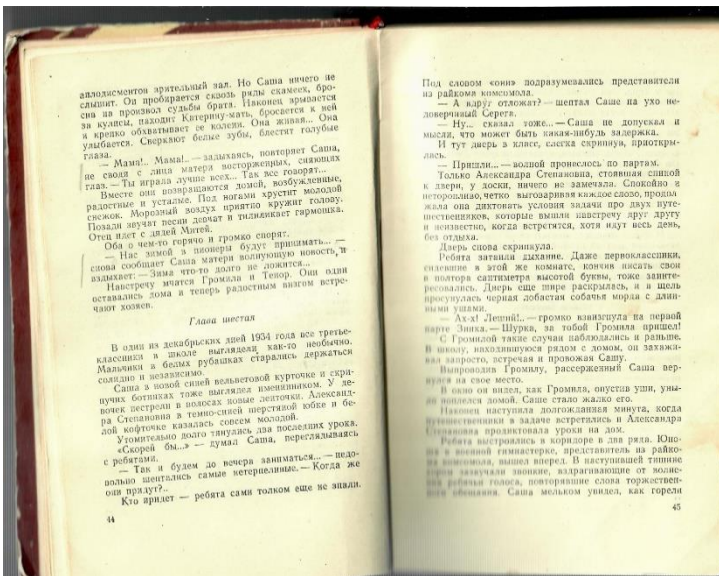 аплодисментов зрительный зал. Но Саша ничего не
слышит. Он пробирается сквозь ряды скамеек, бро-
сив на произвол судьбы брата. Наконец врывается
за кулисы, находит Катерину-мать, бросается к ней
и крепко обхватывает ее колени. Она живая... Она
улыбается. Сверкают белые зубы, блестят голубые
глаза.
— Мама!.. Мама!.. — задыхаясь, повторяет Саша,
не сводя с лица матери восторженных, сияющих
глаз. — Ты играла лучше всех... Так все говорят...
Вместе они возвращаются домой, возбужденные,
радостные и усталые. Под ногами хрустит молодой
снежок. Морозный воздух приятно кружит голову.
Позади звучат песни девчат и тиликает гармошка.
Отец идет с дядей Митей.
Оба о чем-то горячо и громко спорят.
— Нас зимой в пионеры будут принимать... —
снова сообщает Саша матери волнующую новость и
вздыхает: — Зима что-то долго не ложится...
Навстречу мчатся Громила и Тенор. Они одни
оставались дома и теперь радостным визгом встре-
чают хозяев.
Глава шестая
В один из декабрьских дней 1934 года все третье-
классники в школе выглядели как-то необычно.
Мальчики в белых рубашках старались держаться
солидно и независимо.
Саша в новой синей вельветовой курточке и скри-
пучих ботинках тоже выглядел именинником. У де-
вочек пестрели в волосах новые ленточки. Александ-
ра Степановна в темно-синей шерстяной юбке и бе-
лой кофточке казалась совсем молодой.
Утомительно долго тянулись два последних урока.
«Скорей бы...» — думал Саша, переглядываясь
с ребятами.
— Так и будем до вечера заниматься... — недо-
вольно шептались самые нетерпеливые. — Когда же
они придут?..
Кто придет — ребята сами толком еще не знали.
44
Под словом «они» подразумевались представители
из райкома комсомола.
— А вдруг отложат? — шептал Саше на ухо не-
доверчивый Серега.
— Ну... сказал тоже... — Саша не допускал и
мысли, что может быть какая-нибудь задержка.
И тут дверь в класс, слегка скрипнув, приоткры-
лась.
— Пришли... — волной пронеслось по партам.
Только Александра Степановна, стоявшая спиной
к двери, у доски, ничего не замечала. Спокойно и
неторопливо, четко выговаривая каждое слово, продол
жала она диктовать условия задачи про двух путе-
шественников, которые вышли навстречу друг другу
и неизвестно, когда встретятся, хотя идут весь день,
без отдыха.
Дверь снова скрипнула.
Ребята затаили дыхание. Даже первоклассники,
сидевшие в этой же комнате, кончив писать свои
в полтора сантиметра высотой буквы, тоже заинте-
ресовались. Дверь еще шире раскрылась, и в щель
просунулась черная лобастая собачья морда с длин-
ными ушами.
— Ах-х! Леший!.. — громко взвизгнула на первой
парте Зинка. — Шурка, за тобой Громила пришел!
С Громилой такие случаи наблюдались и раньше.
В школу, находившуюся рядом с домом, он захажи-
вал запросто, встречая и провожая Сашу.
Выпроводив Громилу, рассерженный Саша вер-
нулся на свое место.
В окно он видел, как Громила, опустив уши, уны-
ло поплелся домой. Саше стало жалко его.
Наконец наступила долгожданная минута, когда
путешественники в задаче встретились и Александра
Степановна продиктовала уроки на дом.
Ребята выстроились в коридоре в два ряда. Юно-
ша в военной гимнастерке, представитель из райко-
ма комсомола, вышел вперед. В наступившей тишине
хором зазвучали звонкие, вздрагивающие от волне-
ния ребячьи голоса, повторявшие слова торжествен-
ного обещания. Саша мельком увидел, как горели
45